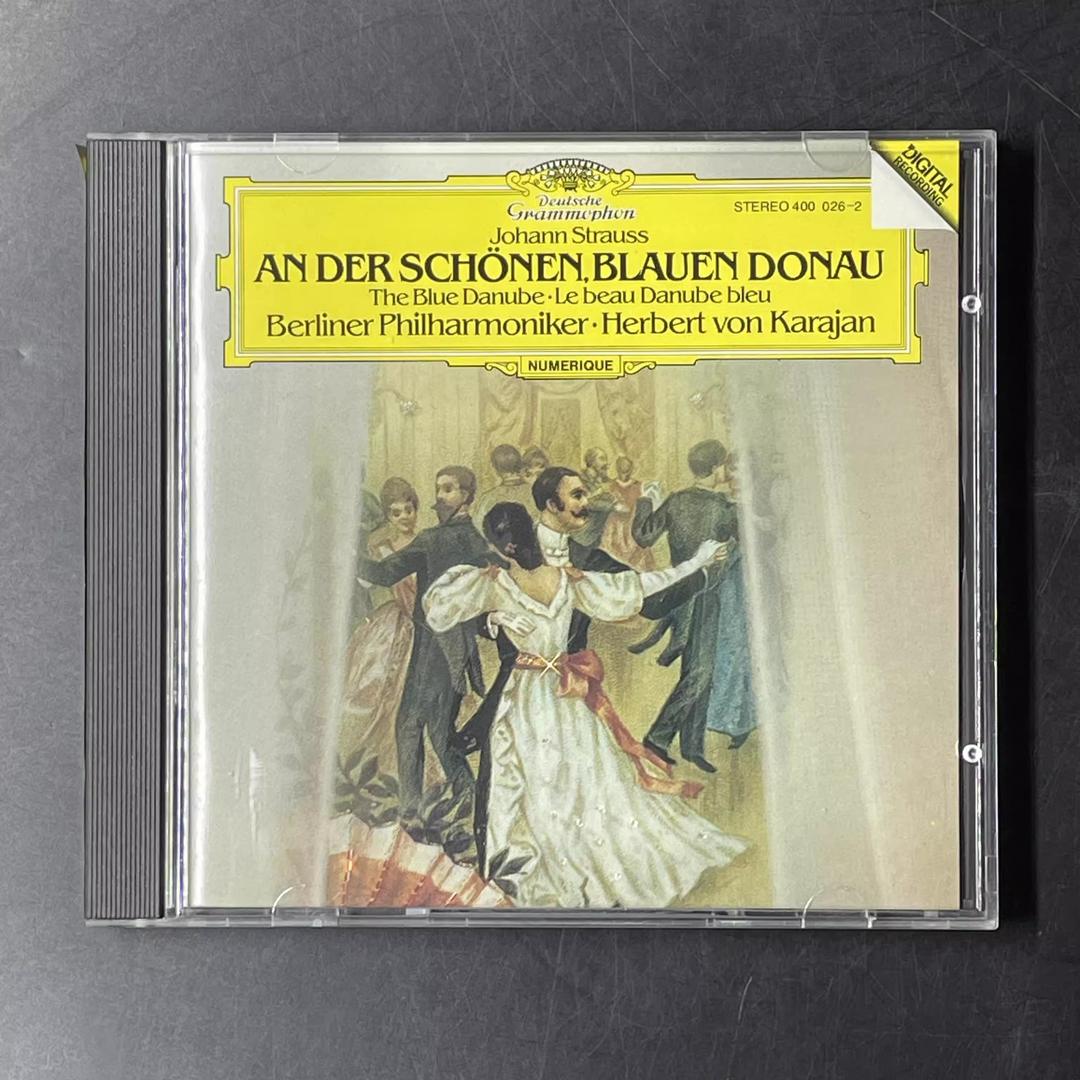 DIGITAL
RECORDING
Deutsche
Grammophon
STEREO 400 026-2
Johann Strauss
AN DER SCHÖNEN, BLAUEN DONAU
The Blue Danube · Le beau Danube bleu
Berliner Philharmoniker · Herbert von Karajan
NUMERIQUE